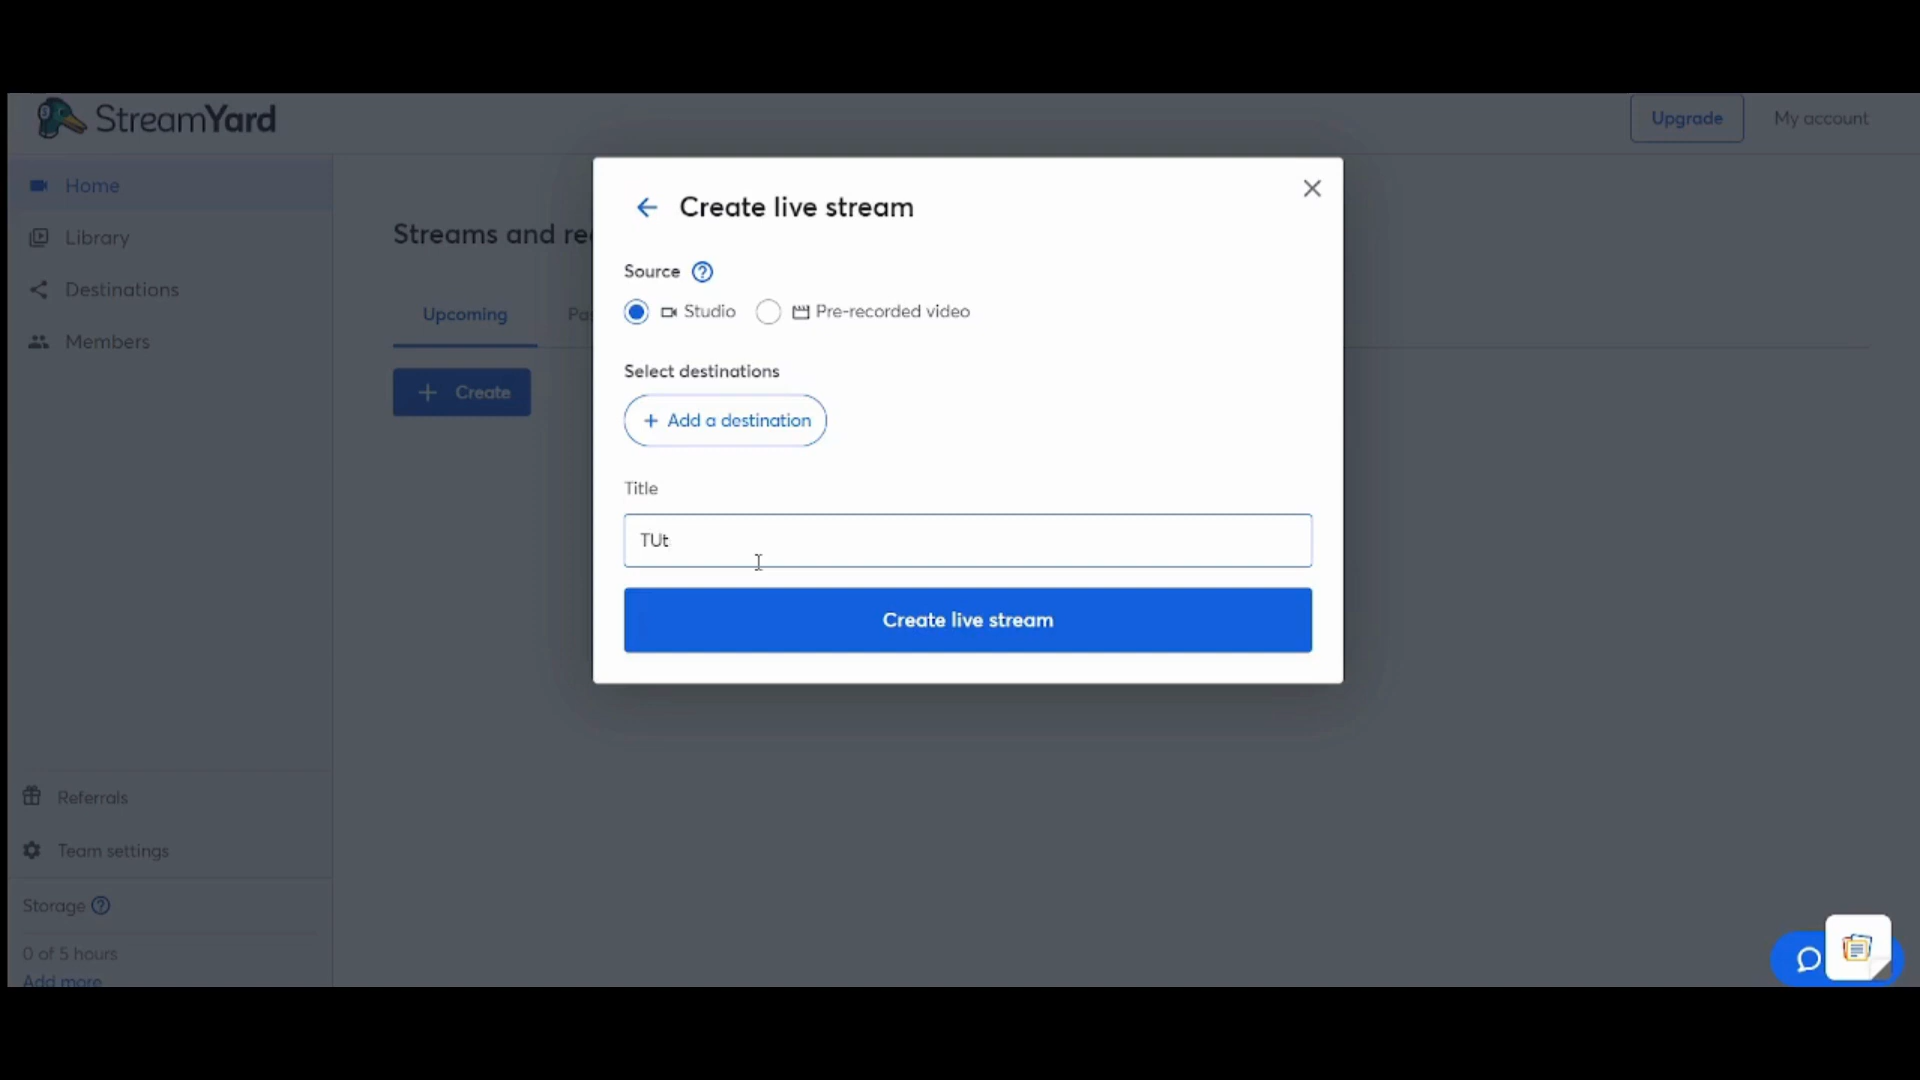 StreamYard
Upgrade
My account
Home
Library
Destinations
Members
Streams and re
Upcoming
Pa
+ Create
Create live stream
Source ?
Studio
Pre-recorded video
Select destinations
+ Add a destination
Title
TUt
Create live stream
Referrals
Team settings
Storage ?
0 of 5 hours
Add more